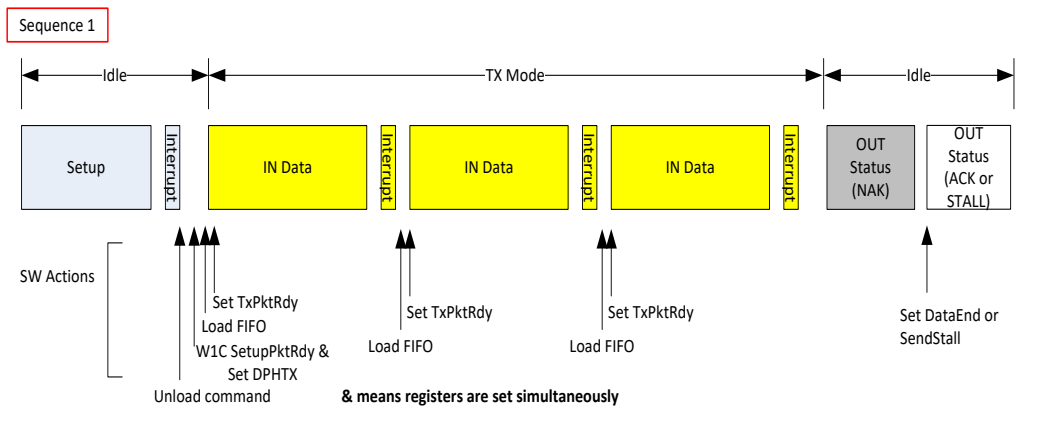 Sequence 1
Idle
TX Mode
Idle
Setup
Interrupt
IN Data
Interrupt
IN Data
Interrupt
IN Data
Interrupt
OUT
Status
(NAK)
OUT
Status
(ACK or
STALL)
SW Actions
Set TxPktRdy
Load FIFO
W1C SetupPktRdy &
Set DPHTX
Unload command
Set TxPktRdy
Load FIFO
Set TxPktRdy
Load FIFO
Set DataEnd or
SendStall
& means registers are set simultaneously